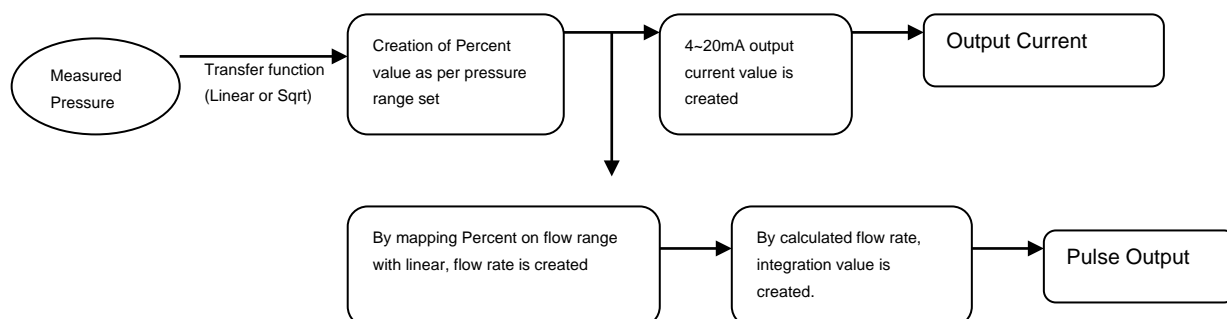 Measured
Pressure
Transfer function
(Linear or Sqrt)
Creation of Percent
value as per pressure
range set
4~20mA output
current value is
created
Output Current
By mapping Percent on flow range
with linear, flow rate is created
By calculated flow rate,
integration value is
created.
Pulse Output